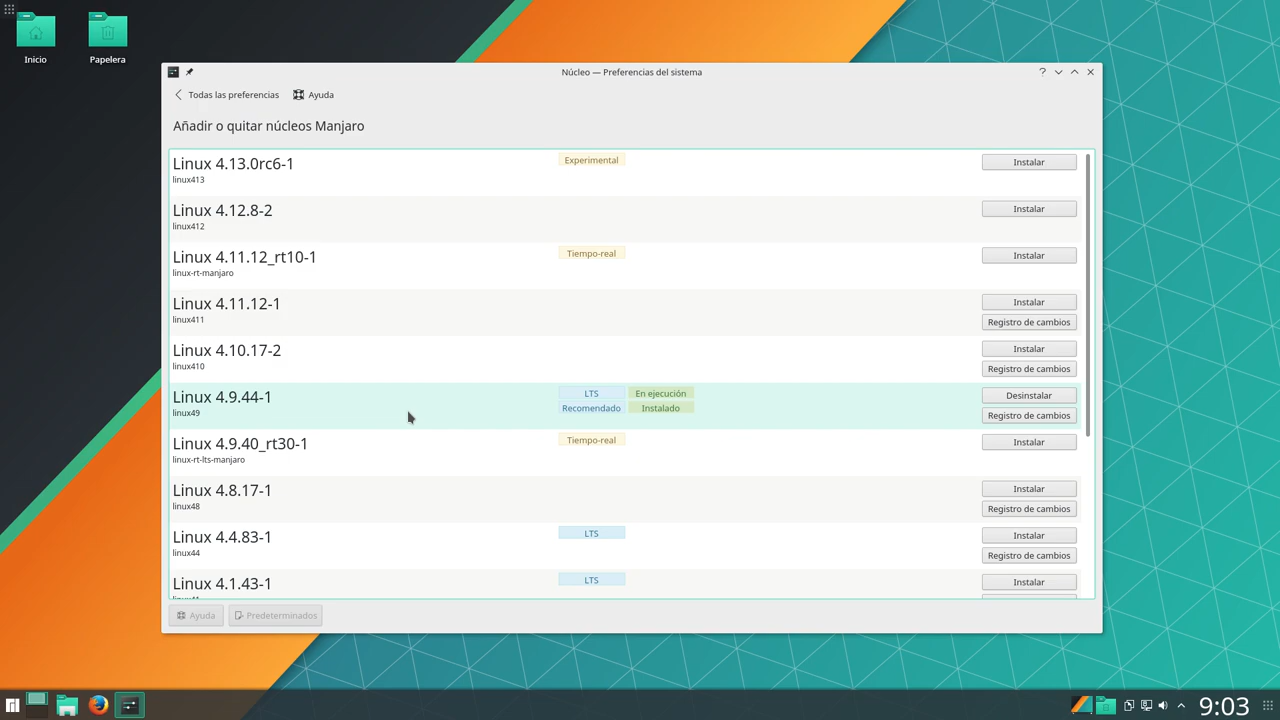 Inicio
Papelera
Núcleo — Preferencias del sistema
Todas las preferencias
Ayuda
Añadir o quitar núcleos Manjaro
Linux 4.13.0rc6-1
linux413
Experimental
Instalar
Linux 4.12.8-2
linux412
Instalar
Linux 4.11.12_rt10-1
linux-rt-manjaro
Tiempo-real
Instalar
Linux 4.11.12-1
linux411
Instalar
Registro de cambios
Linux 4.10.17-2
linux410
Instalar
Registro de cambios
Linux 4.9.44-1
linux49
LTS
En ejecución
Recomendado
Instalado
Desinstalar
Registro de cambios
Linux 4.9.40_rt30-1
linux-rt-lts-manjaro
Tiempo-real
Instalar
Linux 4.8.17-1
linux48
Instalar
Registro de cambios
Linux 4.4.83-1
linux44
LTS
Instalar
Registro de cambios
Linux 4.1.43-1
LTS
Instalar
Ayuda
Predeterminados
9:03